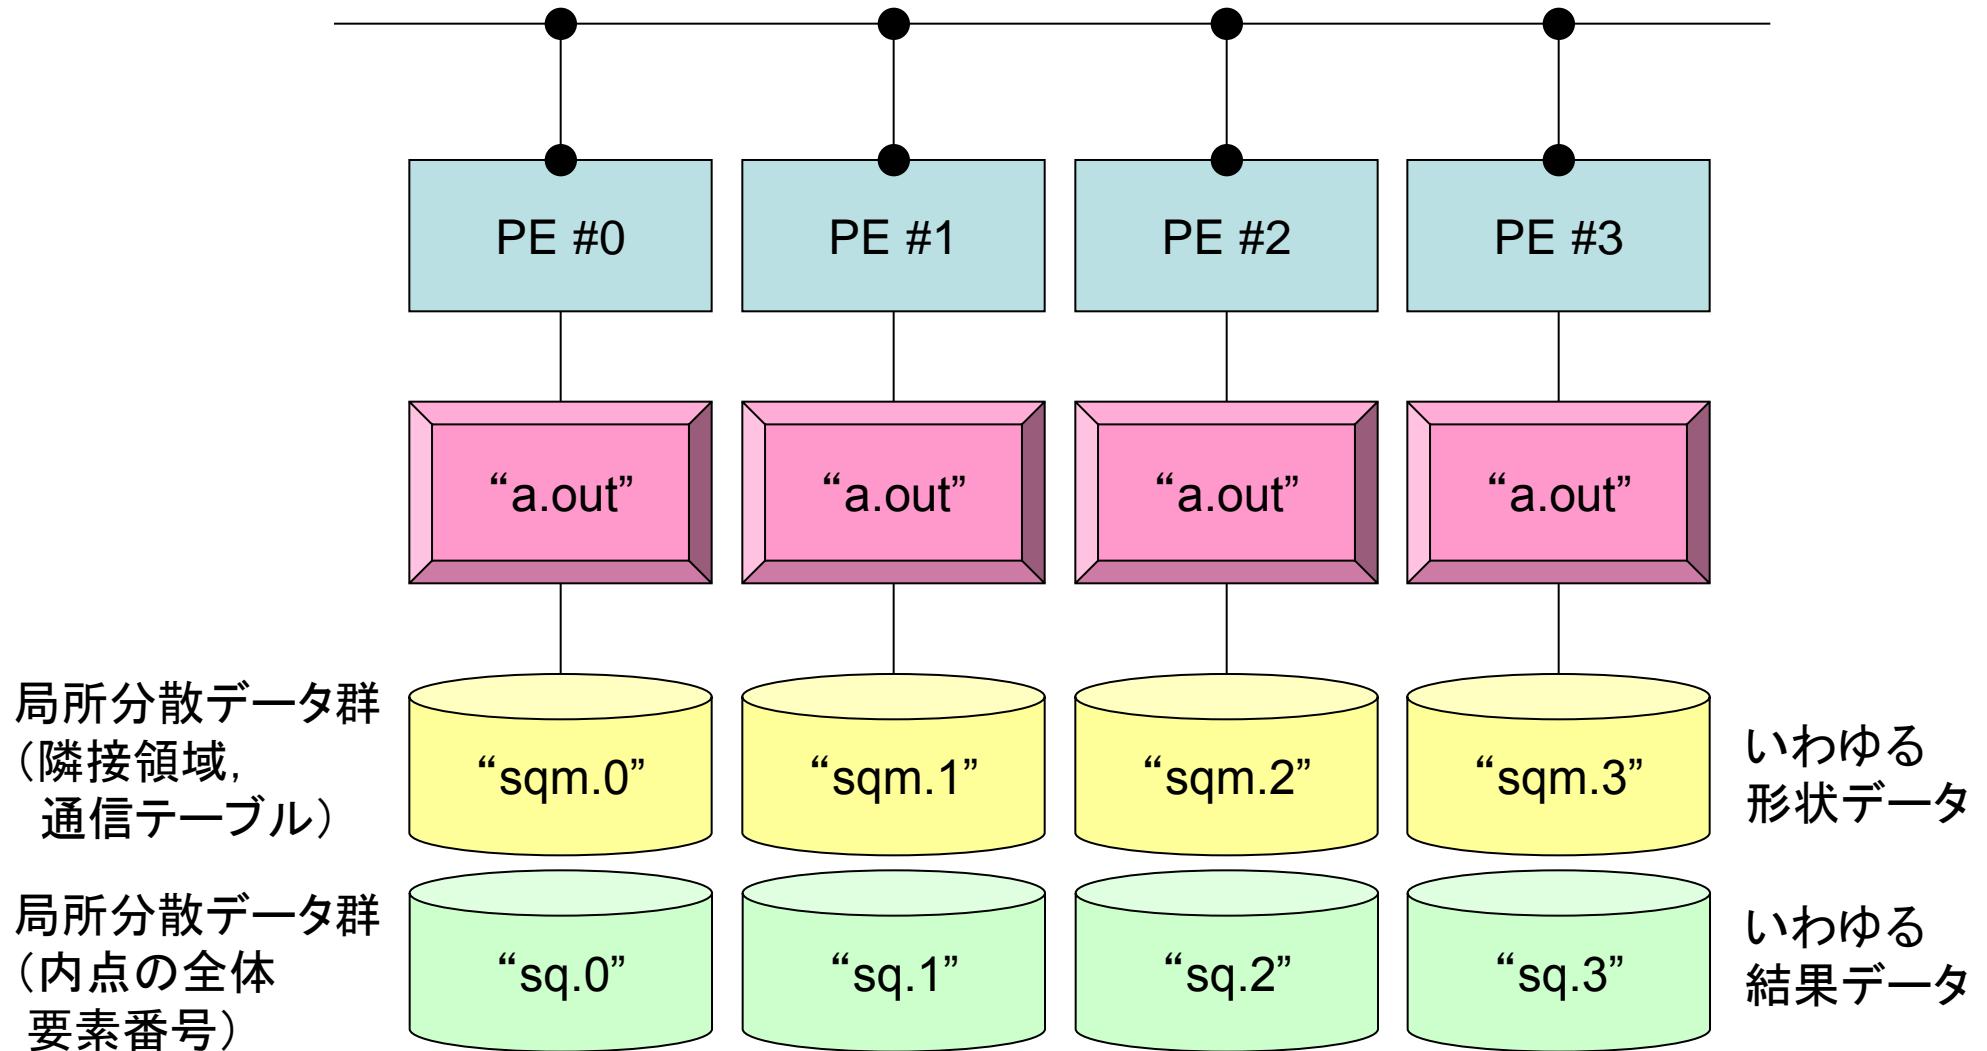 PE #0
PE #1
PE #2
PE #3
“a.out”
“a.out”
“a.out”
“a.out”
局所分散データ群
（隣接領域，
通信テーブル）
“sqm.0”
“sqm.1”
“sqm.2”
“sqm.3”
いわゆる
形状データ
局所分散データ群
（内点の全体
要素番号）
“sq.0”
“sq.1”
“sq.2”
“sq.3”
いわゆる
結果データ